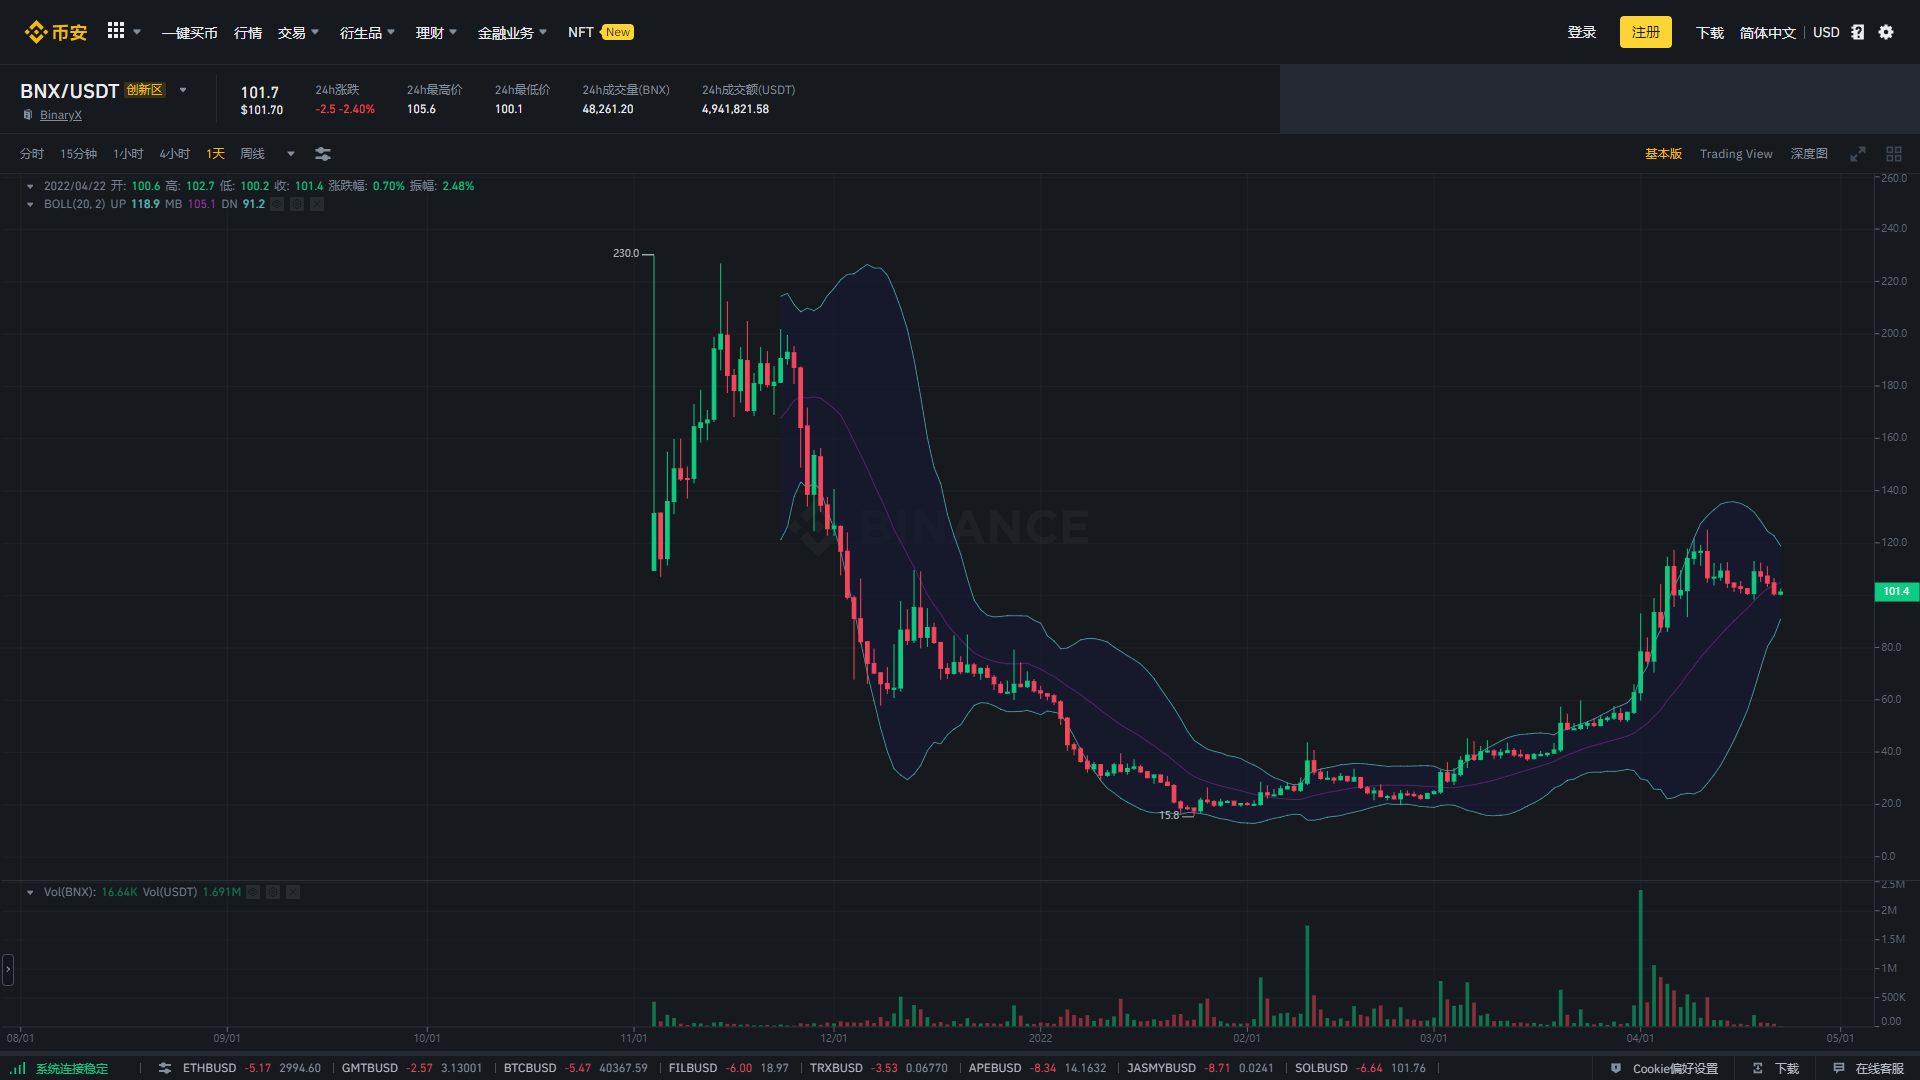 币安 一键买币 行情 交易 衍生品 理财 金融业务 NFT New 登录 注册 下载 简体中文 USD
BNX/USDT 创新区
BinaryX
101.7
$101.70
24h涨跌
-2.5 -2.40%
24h最高价
105.6
24h最低价
100.1
24h成交量(BNX)
48,261.20
24h成交额(USDT)
4,941,821.58
分时 15分钟 1小时 4小时 1天 周线 基本版 Trading View 深度图
2022/04/22 开: 100.6 高: 102.7 低: 100.2 收: 101.4 涨跌幅: 0.70% 振幅: 2.48%
BOLL(20, 2) UP 118.9 MB 105.1 DN 91.2
260.0
240.0
230.0
220.0
200.0
180.0
160.0
140.0
BINANCE
120.0
101.4
80.0
60.0
40.0
20.0
15.8
0.0
Vol(BNX): 16.64K Vol(USDT) 1.691M
2.5M
2M
1.5M
1M
500K
0.00
08/01 09/01 10/01 11/01 12/01 2022 02/01 03/01 04/01 05/01
系统连接稳定 ETHBUSD -5.17 2994.60 GMTBUSD -2.57 3.13001 BTCBUSD -5.47 40367.59 FILBUSD -6.00 18.97 TRXBUSD -3.53 0.06770 APEBUSD -8.34 14.1632 JASMYBUSD -8.71 0.0241 SOLBUSD -6.64 101.76 Cookie偏好设置 下载 在线客服